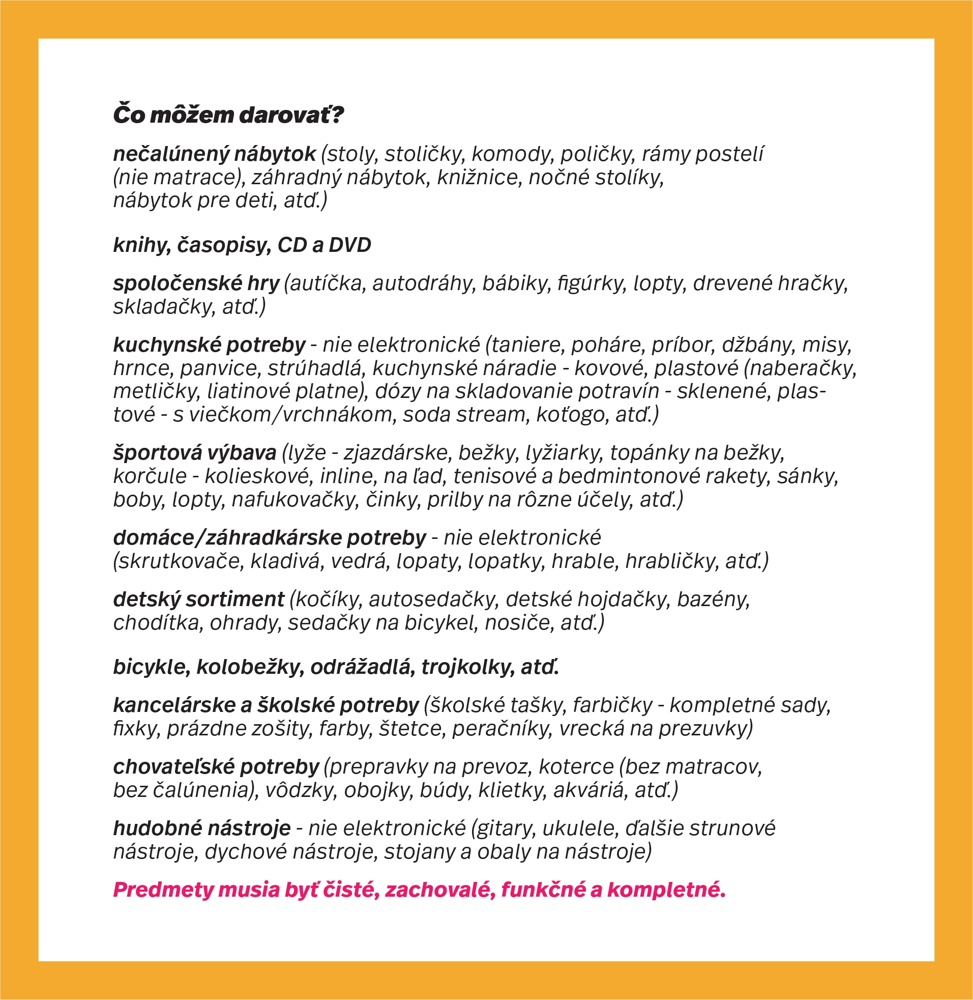 Čo môžem darovať?
nečalúnený nábytok (stoly, stoličky, komody, poličky, rámy postelí
(nie matrace), záhradný nábytok, knižnice, nočné stolíky,
nábytok pre deti, atď.)
knihy, časopisy, CD a DVD
spoločenské hry (autíčka, autodráhy, bábiky, figúrky, lopty, drevené hračky,
skladačky, atď.)
kuchynské potreby - nie elektronické (taniere, poháre, príbor, džbány, misy,
hrnce, panvice, strúhadlá, kuchynské náradie - kovové, plastové (naberačky,
metličky, liatinové platne), dózy na skladovanie potravín - sklenené, plas-
tové - s viečkom/vrchnákom, soda stream, koťogo, atď.)
športová výbava (lyže - zjazdárske, bežky, lyžiarky, topánky na bežky,
korčule - kolieskové, inline, na ľad, tenisové a bedmintonové rakety, sánky,
boby, lopty, nafukovačky, činky, prilby na rôzne účely, atď.)
domáce/záhradkárske potreby - nie elektronické
(skrutkovače, kladivá, vedrá, lopaty, lopatky, hrable, hrabličky, atď.)
detský sortiment (kočíky, autosedačky, detské hojdačky, bazény,
chodítka, ohrady, sedačky na bicykel, nosiče, atď.)
bicykle, kolobežky, odrážadlá, trojkolky, atď.
kancelárske a školské potreby (školské tašky, farbičky - kompletné sady,
fixky, prázdne zošity, farby, štetce, peračníky, vrecká na prezuvky)
chovateľské potreby (prepravky na prevoz, koterce (bez matracov,
bez čalúnenia), vôdzky, obojky, búdy, klietky, akváriá, atď.)
hudobné nástroje - nie elektronické (gitary, ukulele, ďalšie strunové
nástroje, dychové nástroje, stojany a obaly na nástroje)
Predmety musia byť čisté, zachovalé, funkčné a kompletné.